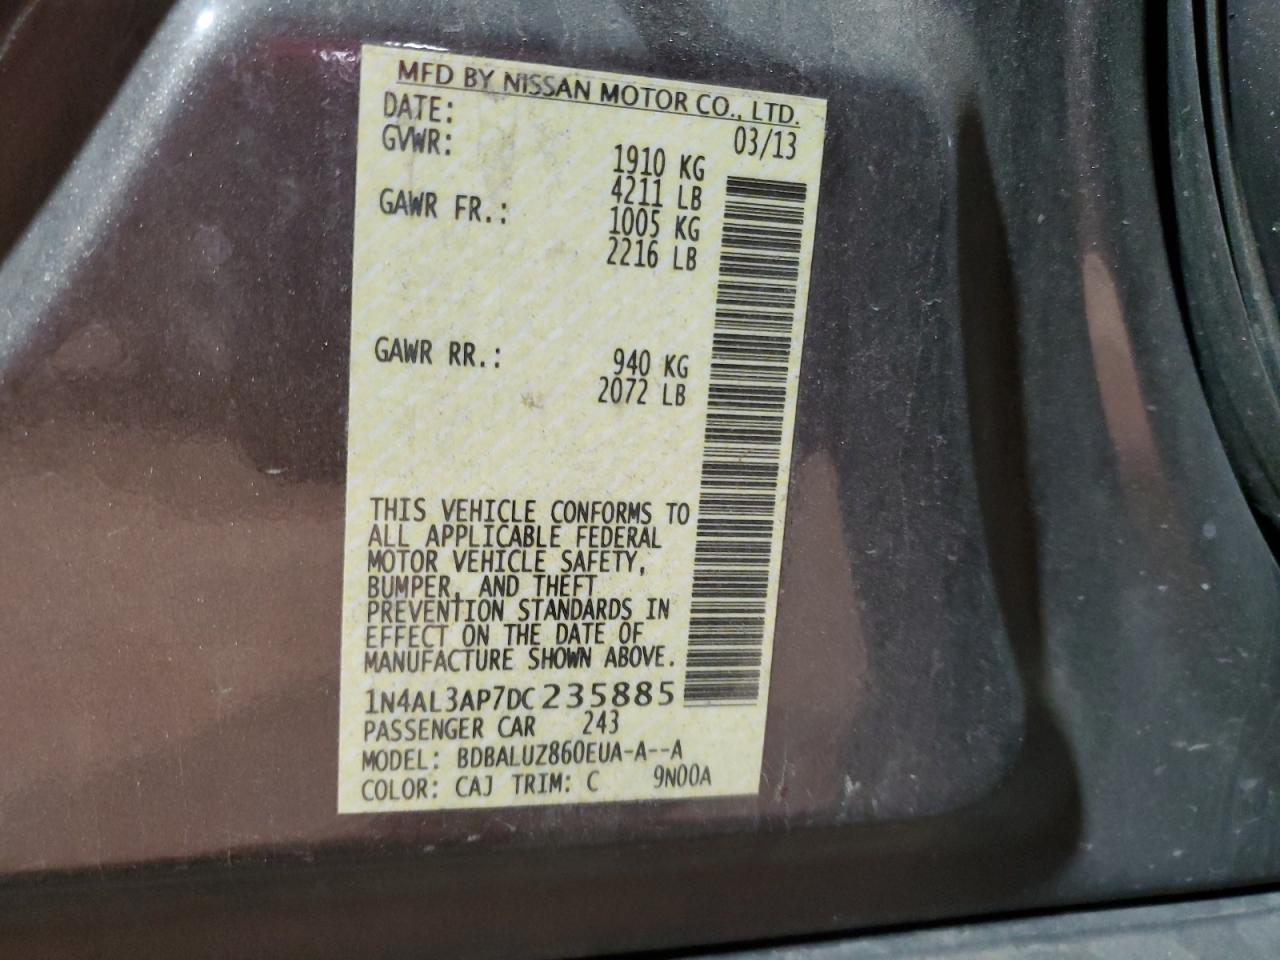 MFD BY NISSAN MOTOR CO., LTD.
DATE: 03/13
GVWR: 1910 KG
4211 LB
GAWR FR.: 1005 KG
2216 LB
GAWR RR.: 940 KG
2072 LB
THIS VEHICLE CONFORMS TO
ALL APPLICABLE FEDERAL
MOTOR VEHICLE SAFETY,
BUMPER, AND THEFT
PREVENTION STANDARDS IN
EFFECT ON THE DATE OF
MANUFACTURE SHOWN ABOVE.
1N4AL3AP7DC235885
PASSENGER CAR 243
MODEL: BDBALUZ860EUA-A--A
COLOR: CAJ TRIM: C 9N00A